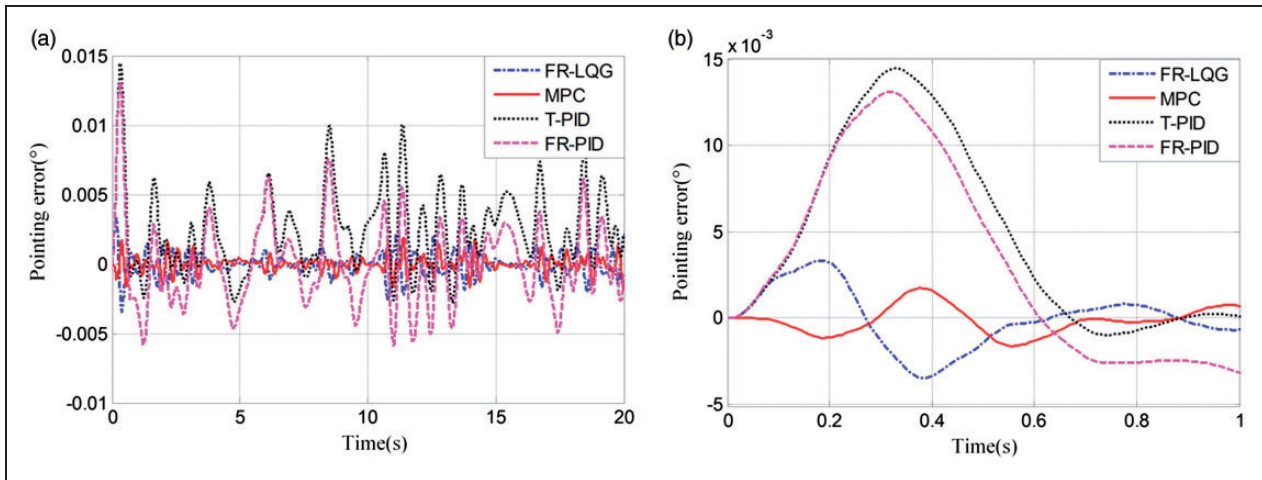 (a)
0.015
0.01
0.005
0
-0.005
-0.01
Pointing error(°)
0
5
10
15
20
Time(s)
FR-LQG
MPC
T-PID
FR-PID
(b)
x 10⁻³
15
10
5
0
-5
Pointing error(°)
0
0.2
0.4
0.6
0.8
1
Time(s)
FR-LQG
MPC
T-PID
FR-PID